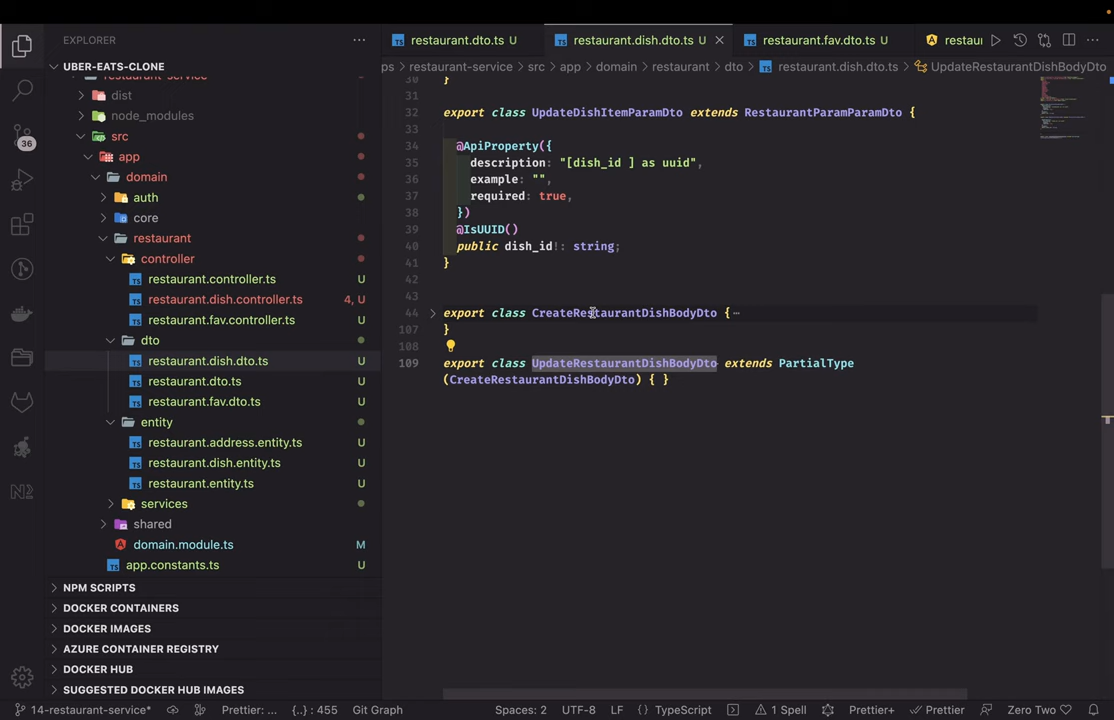 EXPLORER
restaurant.dto.ts U
restaurant.dish.dto.ts U
restaurant.fav.dto.ts U
restau
UBER-EATS-CLONE
ps > restaurant-service > src > app > domain > restaurant > dto > restaurant.dish.dto.ts > UpdateRestaurantDishBodyDto
restaurant-service
dist
node_modules
src
app
domain
auth
core
restaurant
controller
restaurant.controller.ts U
restaurant.dish.controller.ts 4, U
restaurant.fav.controller.ts U
dto
restaurant.dish.dto.ts U
restaurant.dto.ts U
restaurant.fav.dto.ts U
entity
restaurant.address.entity.ts U
restaurant.dish.entity.ts U
restaurant.entity.ts U
services
shared
domain.module.ts M
app.constants.ts U
NPM SCRIPTS
DOCKER CONTAINERS
DOCKER IMAGES
AZURE CONTAINER REGISTRY
DOCKER HUB
SUGGESTED DOCKER HUB IMAGES
36
30 }
31
32 export class UpdateDishItemParamDto extends RestaurantParamParamDto {
33
34 @ApiProperty({
35 description: "[dish_id ] as uuid",
36 example: "",
37 required: true,
38 })
39 @IsUUID()
40 public dish_id!: string;
41 }
42
43
44 export class CreateRestaurantDishBodyDto {
107 }
108
109 export class UpdateRestaurantDishBodyDto extends PartialType
(CreateRestaurantDishBodyDto) { }
14-restaurant-service* Prettier: ... {..} : 455 Git Graph Spaces: 2 UTF-8 LF { } TypeScript 1 Spell Prettier+ Prettier Zero Two